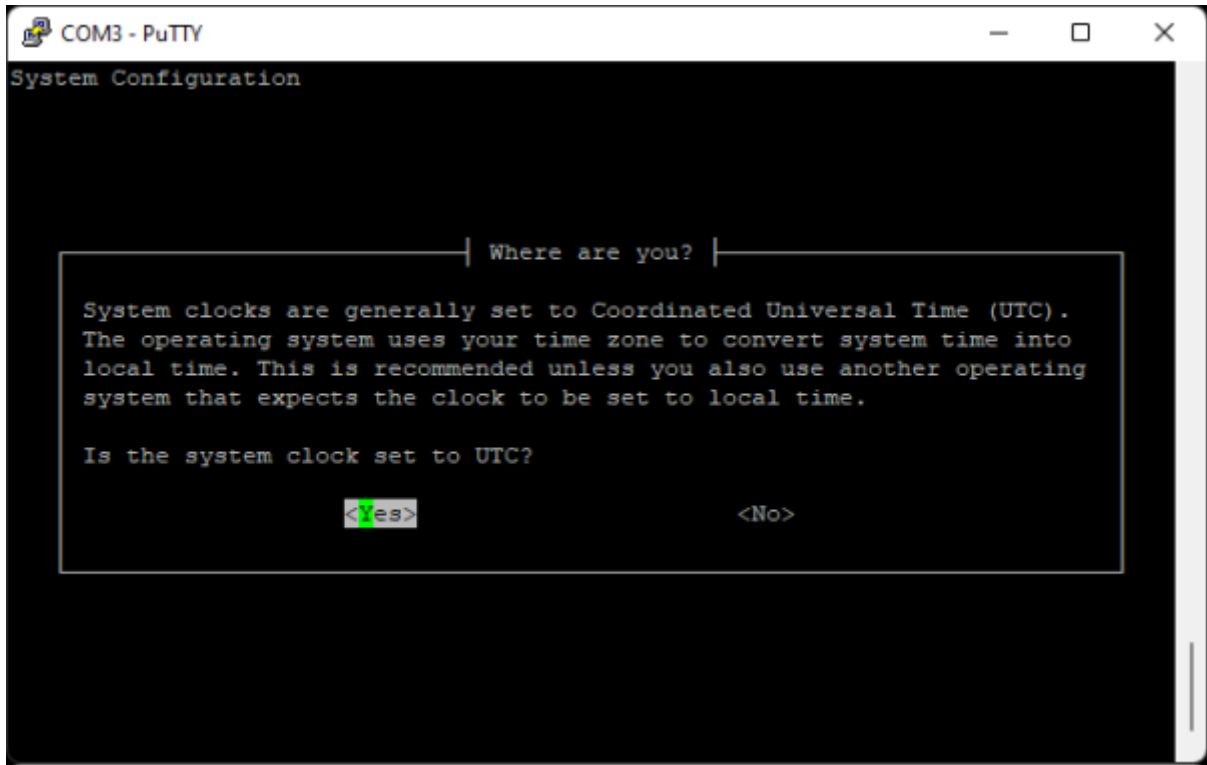 COM3 - PuTTY
System Configuration
Where are you?
System clocks are generally set to Coordinated Universal Time (UTC).
The operating system uses your time zone to convert system time into
local time. This is recommended unless you also use another operating
system that expects the clock to be set to local time.
Is the system clock set to UTC?
<Yes> <No>